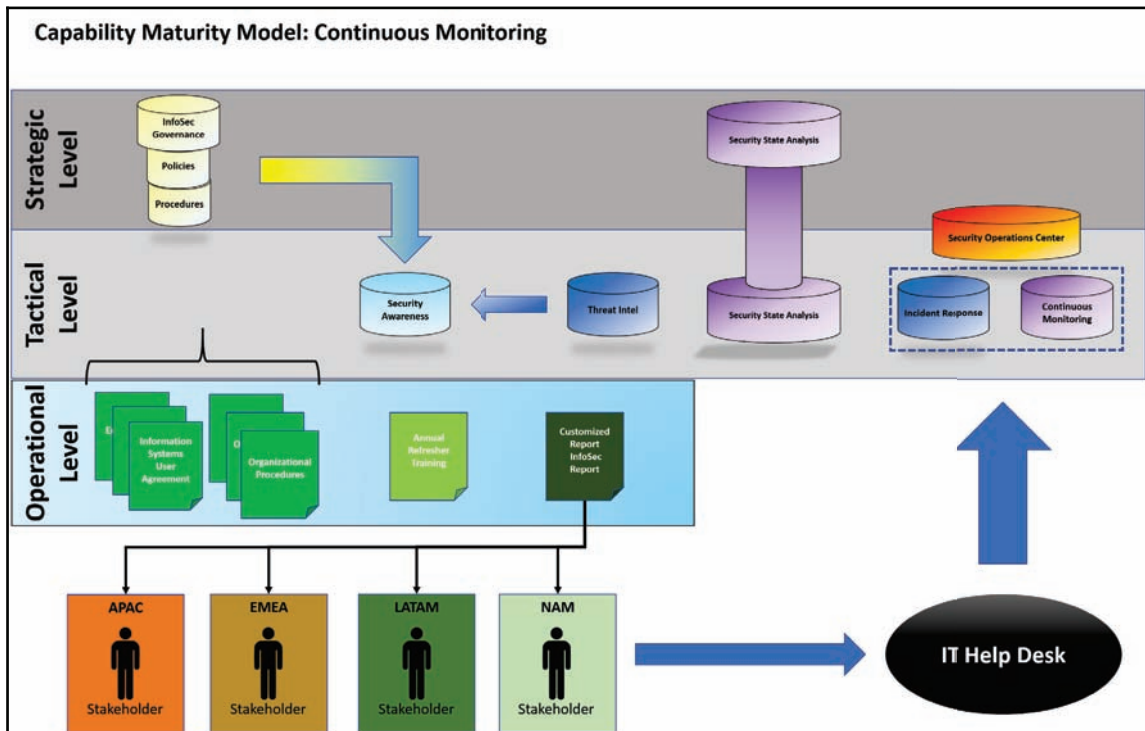 Capability Maturity Model: Continuous Monitoring
Strategic
Level
InfoSec
Governance
Policies
Procedures
Security State Analysis
Security Operations Center
Tactical
Level
Security
Awareness
Threat Intel
Security State Analysis
Incident Response
Continuous
Monitoring
Operational
Level
Information
Systems
User
Agreement
Organizational
Procedures
Annual
Refresher
Training
Customized
Report
InfoSec
Report
APAC
Stakeholder
EMEA
Stakeholder
LATAM
Stakeholder
NAM
Stakeholder
IT Help Desk